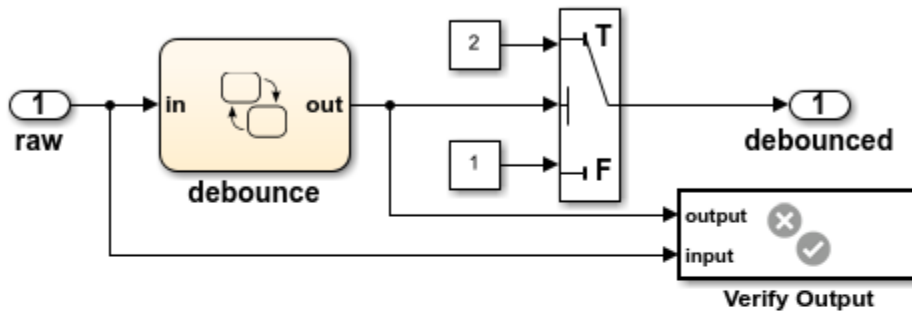 2
T
1
in
out
1
raw
debounced
debounce
1
F
output
input
Verify Output